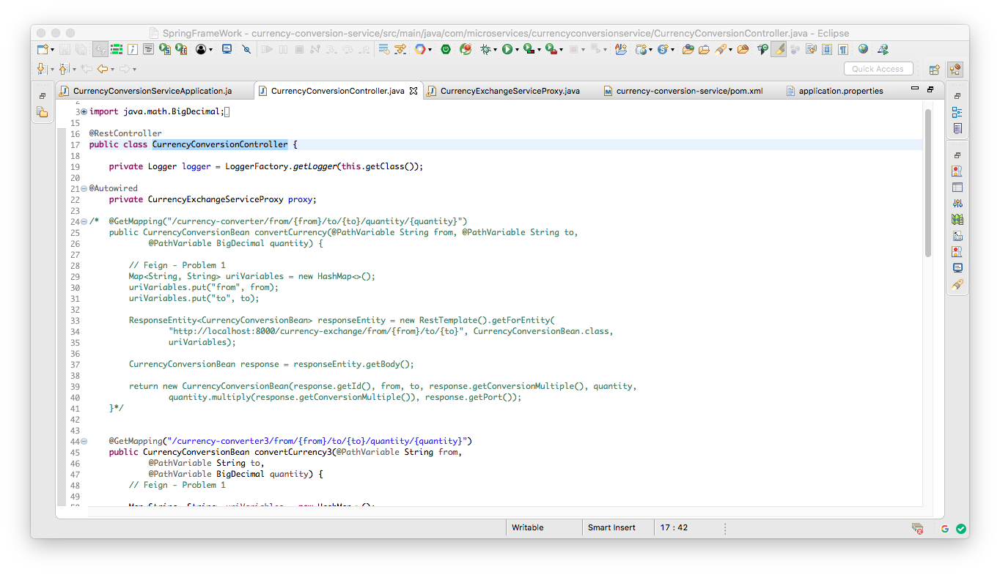 SpringFrameWork - currency-conversion-service/src/main/java/com/microservices/currencyconversionservice/CurrencyConversionController.java - Eclipse
Quick Access
CurrencyConversionServiceApplication.ja
CurrencyConversionController.java
CurrencyExchangeServiceProxy.java
currency-conversion-service/pom.xml
application.properties
2
3 import java.math.BigDecimal;
15
16 @RestController
17 public class CurrencyConversionController {
18
19 private Logger logger = LoggerFactory.getLogger(this.getClass());
20
21 @Autowired
22 private CurrencyExchangeServiceProxy proxy;
23
24 /* @GetMapping("/currency-converter/from/{from}/to/{to}/quantity/{quantity}")
25 public CurrencyConversionBean convertCurrency(@PathVariable String from, @PathVariable String to,
26 @PathVariable BigDecimal quantity) {
27
28 // Feign - Problem 1
29 Map<String, String> uriVariables = new HashMap<>();
30 uriVariables.put("from", from);
31 uriVariables.put("to", to);
32
33 ResponseEntity<CurrencyConversionBean> responseEntity = new RestTemplate().getForEntity(
34 "http://localhost:8000/currency-exchange/from/{from}/to/{to}", CurrencyConversionBean.class,
35 uriVariables);
36
37 CurrencyConversionBean response = responseEntity.getBody();
38
39 return new CurrencyConversionBean(response.getId(), from, to, response.getConversionMultiple(), quantity,
40 quantity.multiply(response.getConversionMultiple()), response.getPort());
41 }*/
42
43
44 @GetMapping("/currency-converter3/from/{from}/to/{to}/quantity/{quantity}")
45 public CurrencyConversionBean convertCurrency3(@PathVariable String from,
46 @PathVariable String to,
47 @PathVariable BigDecimal quantity) {
48 // Feign - Problem 1
49
50 Map<String, String> uriVariables = new HashMap<>();
Writable
Smart Insert
17 : 42